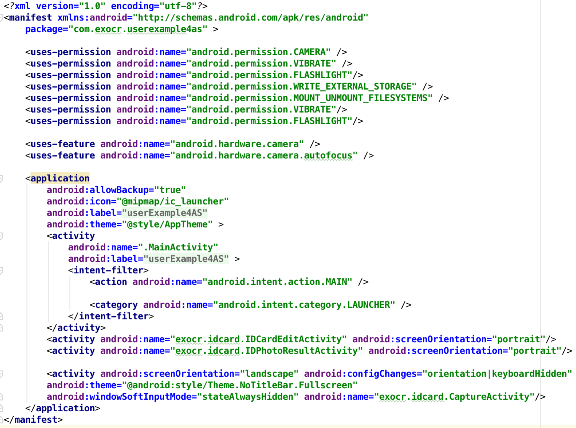 <?xml version="1.0" encoding="utf-8"?>
<manifest xmlns:android="http://schemas.android.com/apk/res/android"
package="com.exocr.userexample4as" >
<uses-permission android:name="android.permission.CAMERA" />
<uses-permission android:name="android.permission.VIBRATE" />
<uses-permission android:name="android.permission.FLASHLIGHT"/>
<uses-permission android:name="android.permission.WRITE_EXTERNAL_STORAGE" />
<uses-permission android:name="android.permission.MOUNT_UNMOUNT_FILESYSTEMS" />
<uses-permission android:name="android.permission.VIBRATE"/>
<uses-permission android:name="android.permission.FLASHLIGHT"/>
<uses-feature android:name="android.hardware.camera" />
<uses-feature android:name="android.hardware.camera.autofocus" />
<application
android:allowBackup="true"
android:icon="@mipmap/ic_launcher"
android:label="userExample4AS"
android:theme="@style/AppTheme" >
<activity
android:name=".MainActivity"
android:label="userExample4AS" >
<intent-filter>
<action android:name="android.intent.action.MAIN" />
<category android:name="android.intent.category.LAUNCHER" />
</intent-filter>
</activity>
<activity android:name="exocr.idcard.IDCardEditActivity" android:screenOrientation="portrait"/>
<activity android:name="exocr.idcard.IDPhotoResultActivity" android:screenOrientation="portrait"/>
<activity android:screenOrientation="landscape" android:configChanges="orientation|keyboardHidden"
android:theme="@android:style/Theme.NoTitleBar.Fullscreen"
android:windowSoftInputMode="stateAlwaysHidden" android:name="exocr.idcard.CaptureActivity"/>
</application>
</manifest>